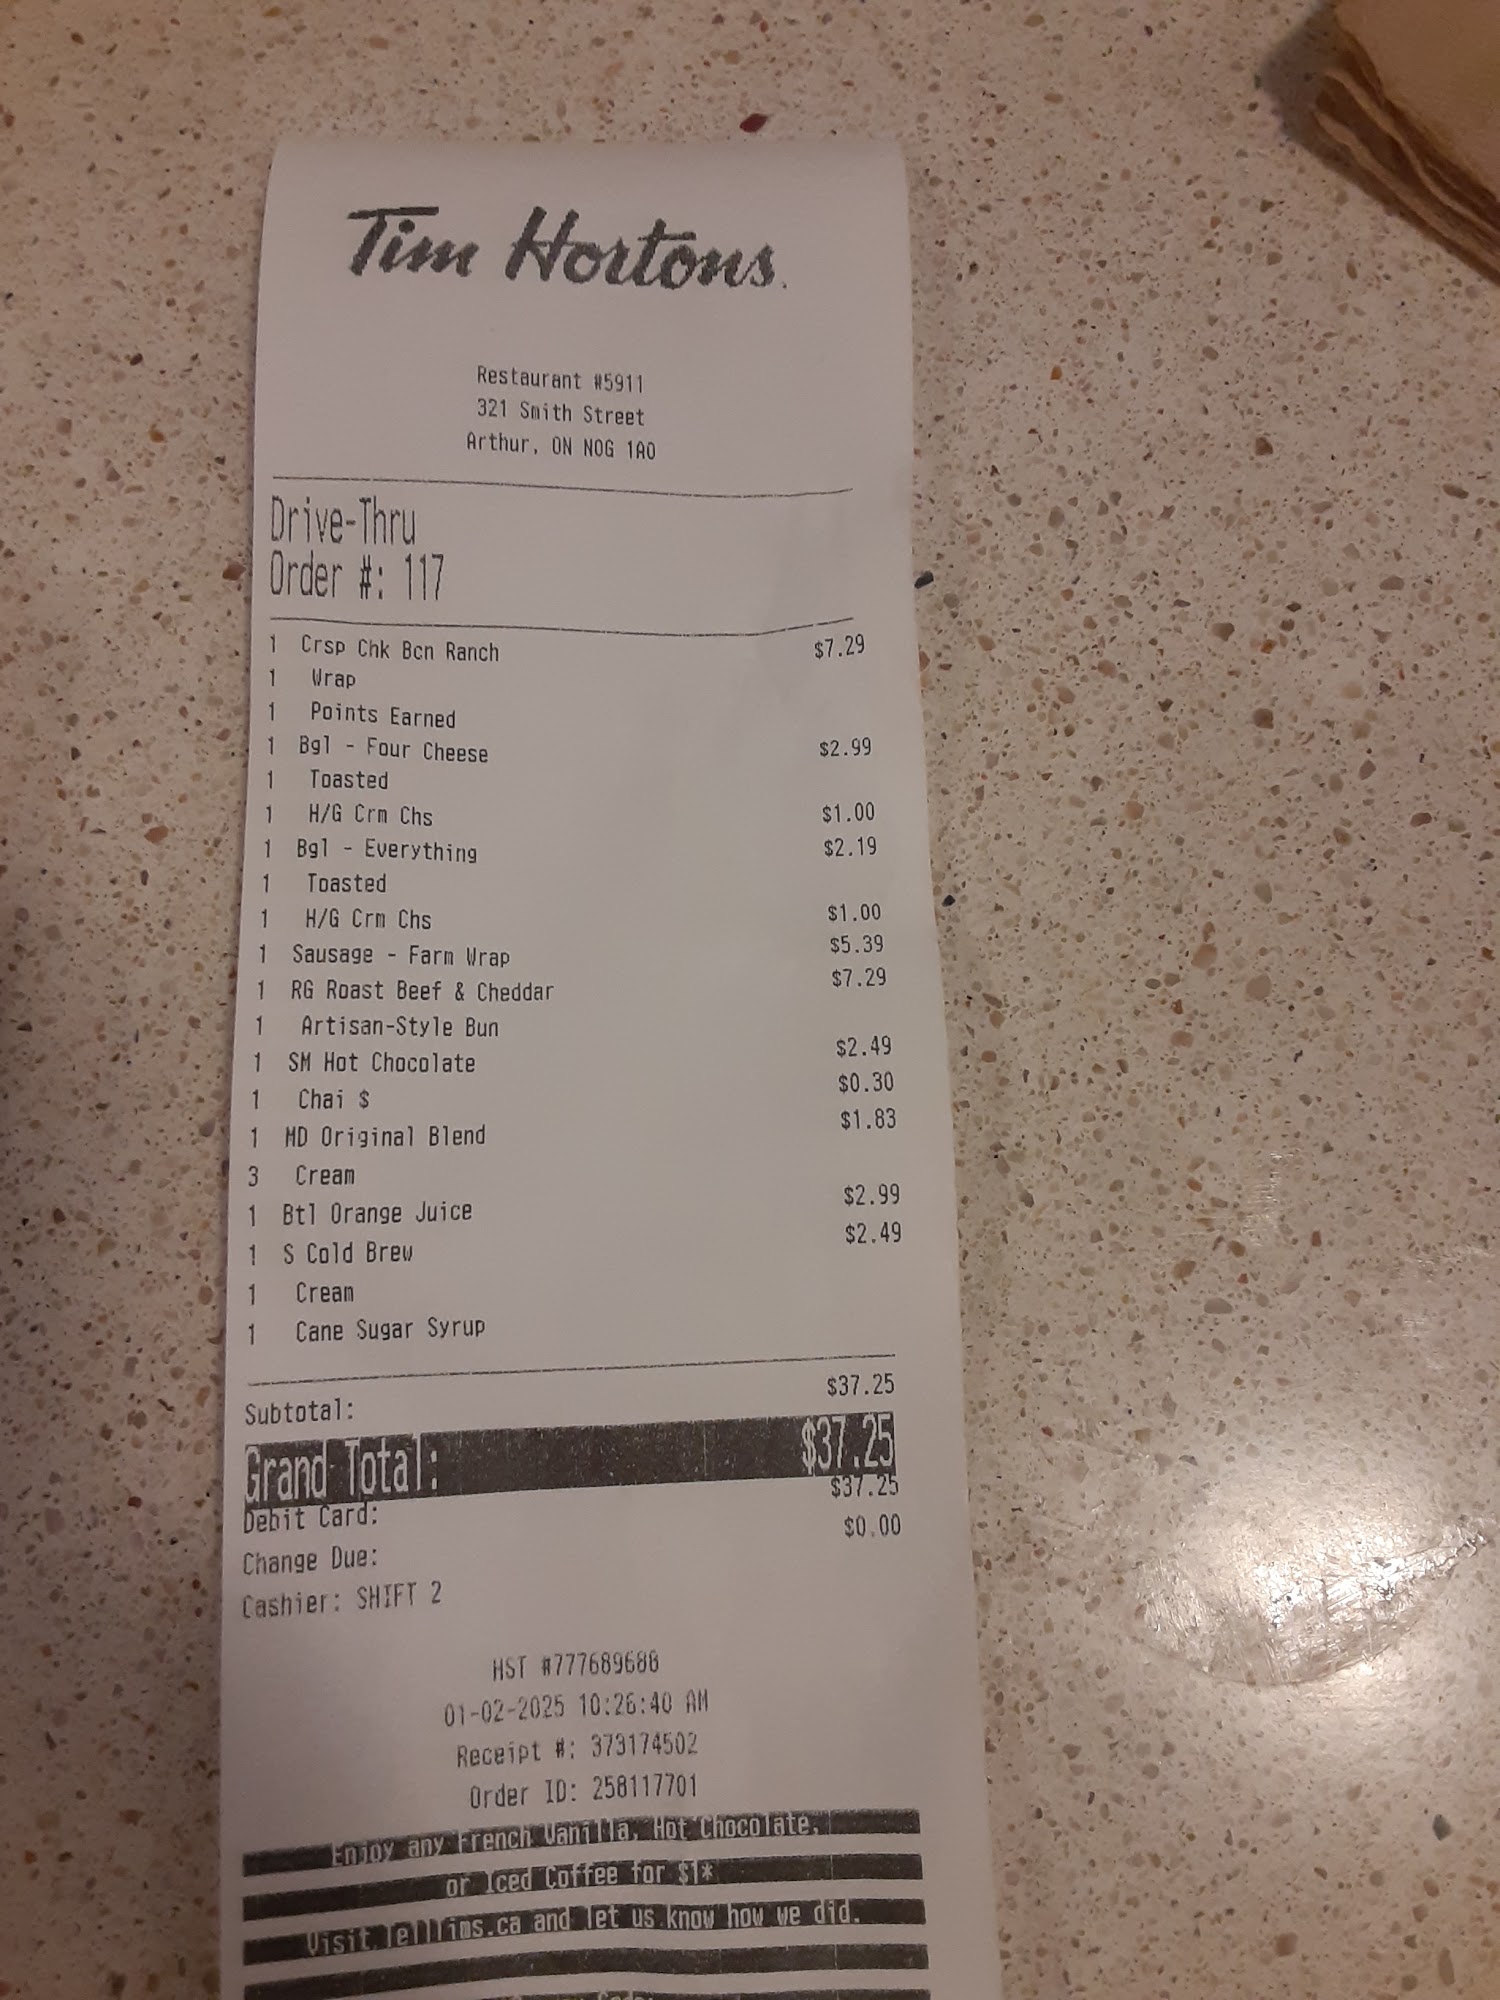 Tim Hortons.
Restaurant #5911
321 Smith Street
Arthur, ON N0G 1A0
Drive-Thru
Order #: 117
1 Crsp Chk Bcn Ranch $7.29
1 Wrap
1 Points Earned
1 Bgl - Four Cheese $2.99
1 Toasted
1 H/G Crm Chs $1.00
1 Bgl - Everything $2.19
1 Toasted
1 H/G Crm Chs $1.00
1 Sausage - Farm Wrap $5.39
1 RG Roast Beef & Cheddar $7.29
1 Artisan-Style Bun
1 SM Hot Chocolate $2.49
1 Chai $ $0.30
1 MD Original Blend $1.83
3 Cream
1 Btl Orange Juice $2.99
1 S Cold Brew $2.49
1 Cream
1 Cane Sugar Syrup
Subtotal: $37.25
Grand Total: $37.25
Debit Card: $37.25
Change Due: $0.00
Cashier: SHIFT 2
HST #777689688
01-02-2025 10:26:40 AM
Receipt #: 373174502
Order ID: 258117701
Enjoy any French Vanilla, Hot Chocolate,
or Iced Coffee for $1*
Visit TellTims.ca and let us know how we did.